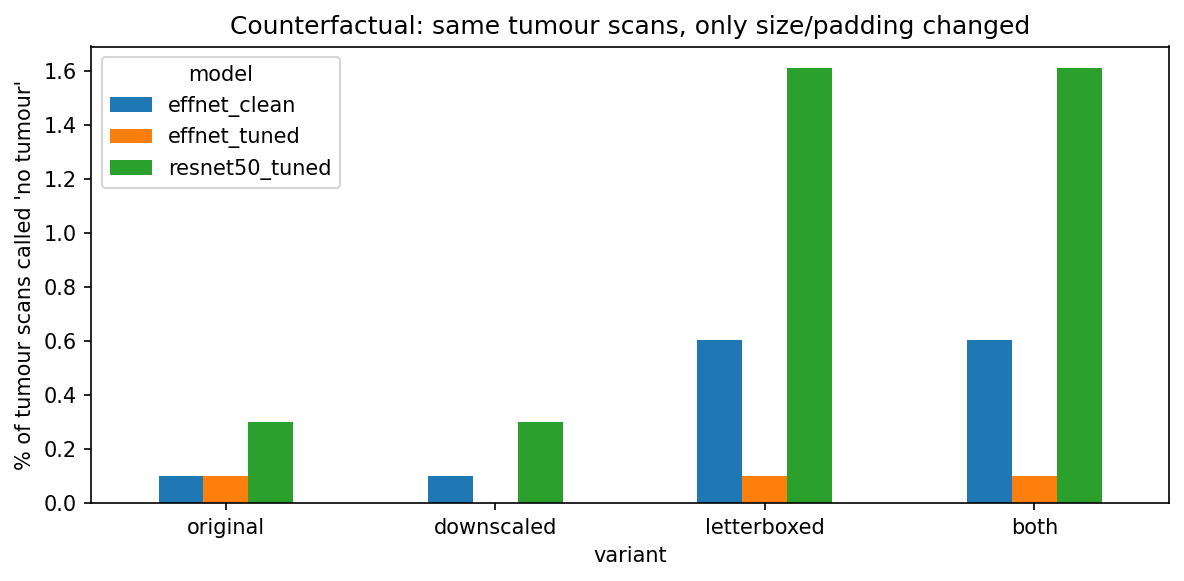 Counterfactual: same tumour scans, only size/padding changed
% of tumour scans called 'no tumour'
1.6
1.4
1.2
1.0
0.8
0.6
0.4
0.2
0.0
model
effnet_clean
effnet_tuned
resnet50_tuned
original
downscaled
letterboxed
both
variant